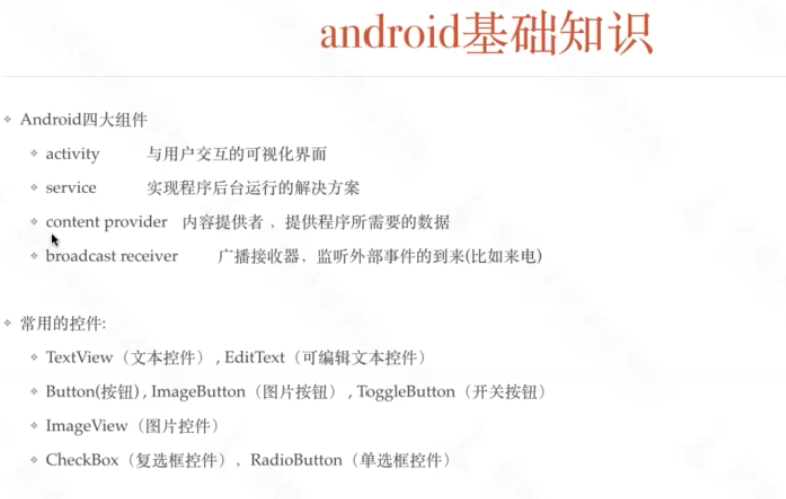 android基础知识
Android四大组件
activity 与用户交互的可视化界面
service 实现程序后台运行的解决方案
content provider 内容提供者，提供程序所需要的数据
broadcast receiver 广播接收器，监听外部事件的到来(比如来电)
常用的控件:
TextView（文本控件）, EditText（可编辑文本控件）
Button(按钮) , ImageButton（图片按钮）, ToggleButton（开关按钮）
ImageView（图片控件）
CheckBox（复选框控件），RadioButton（单选框控件）